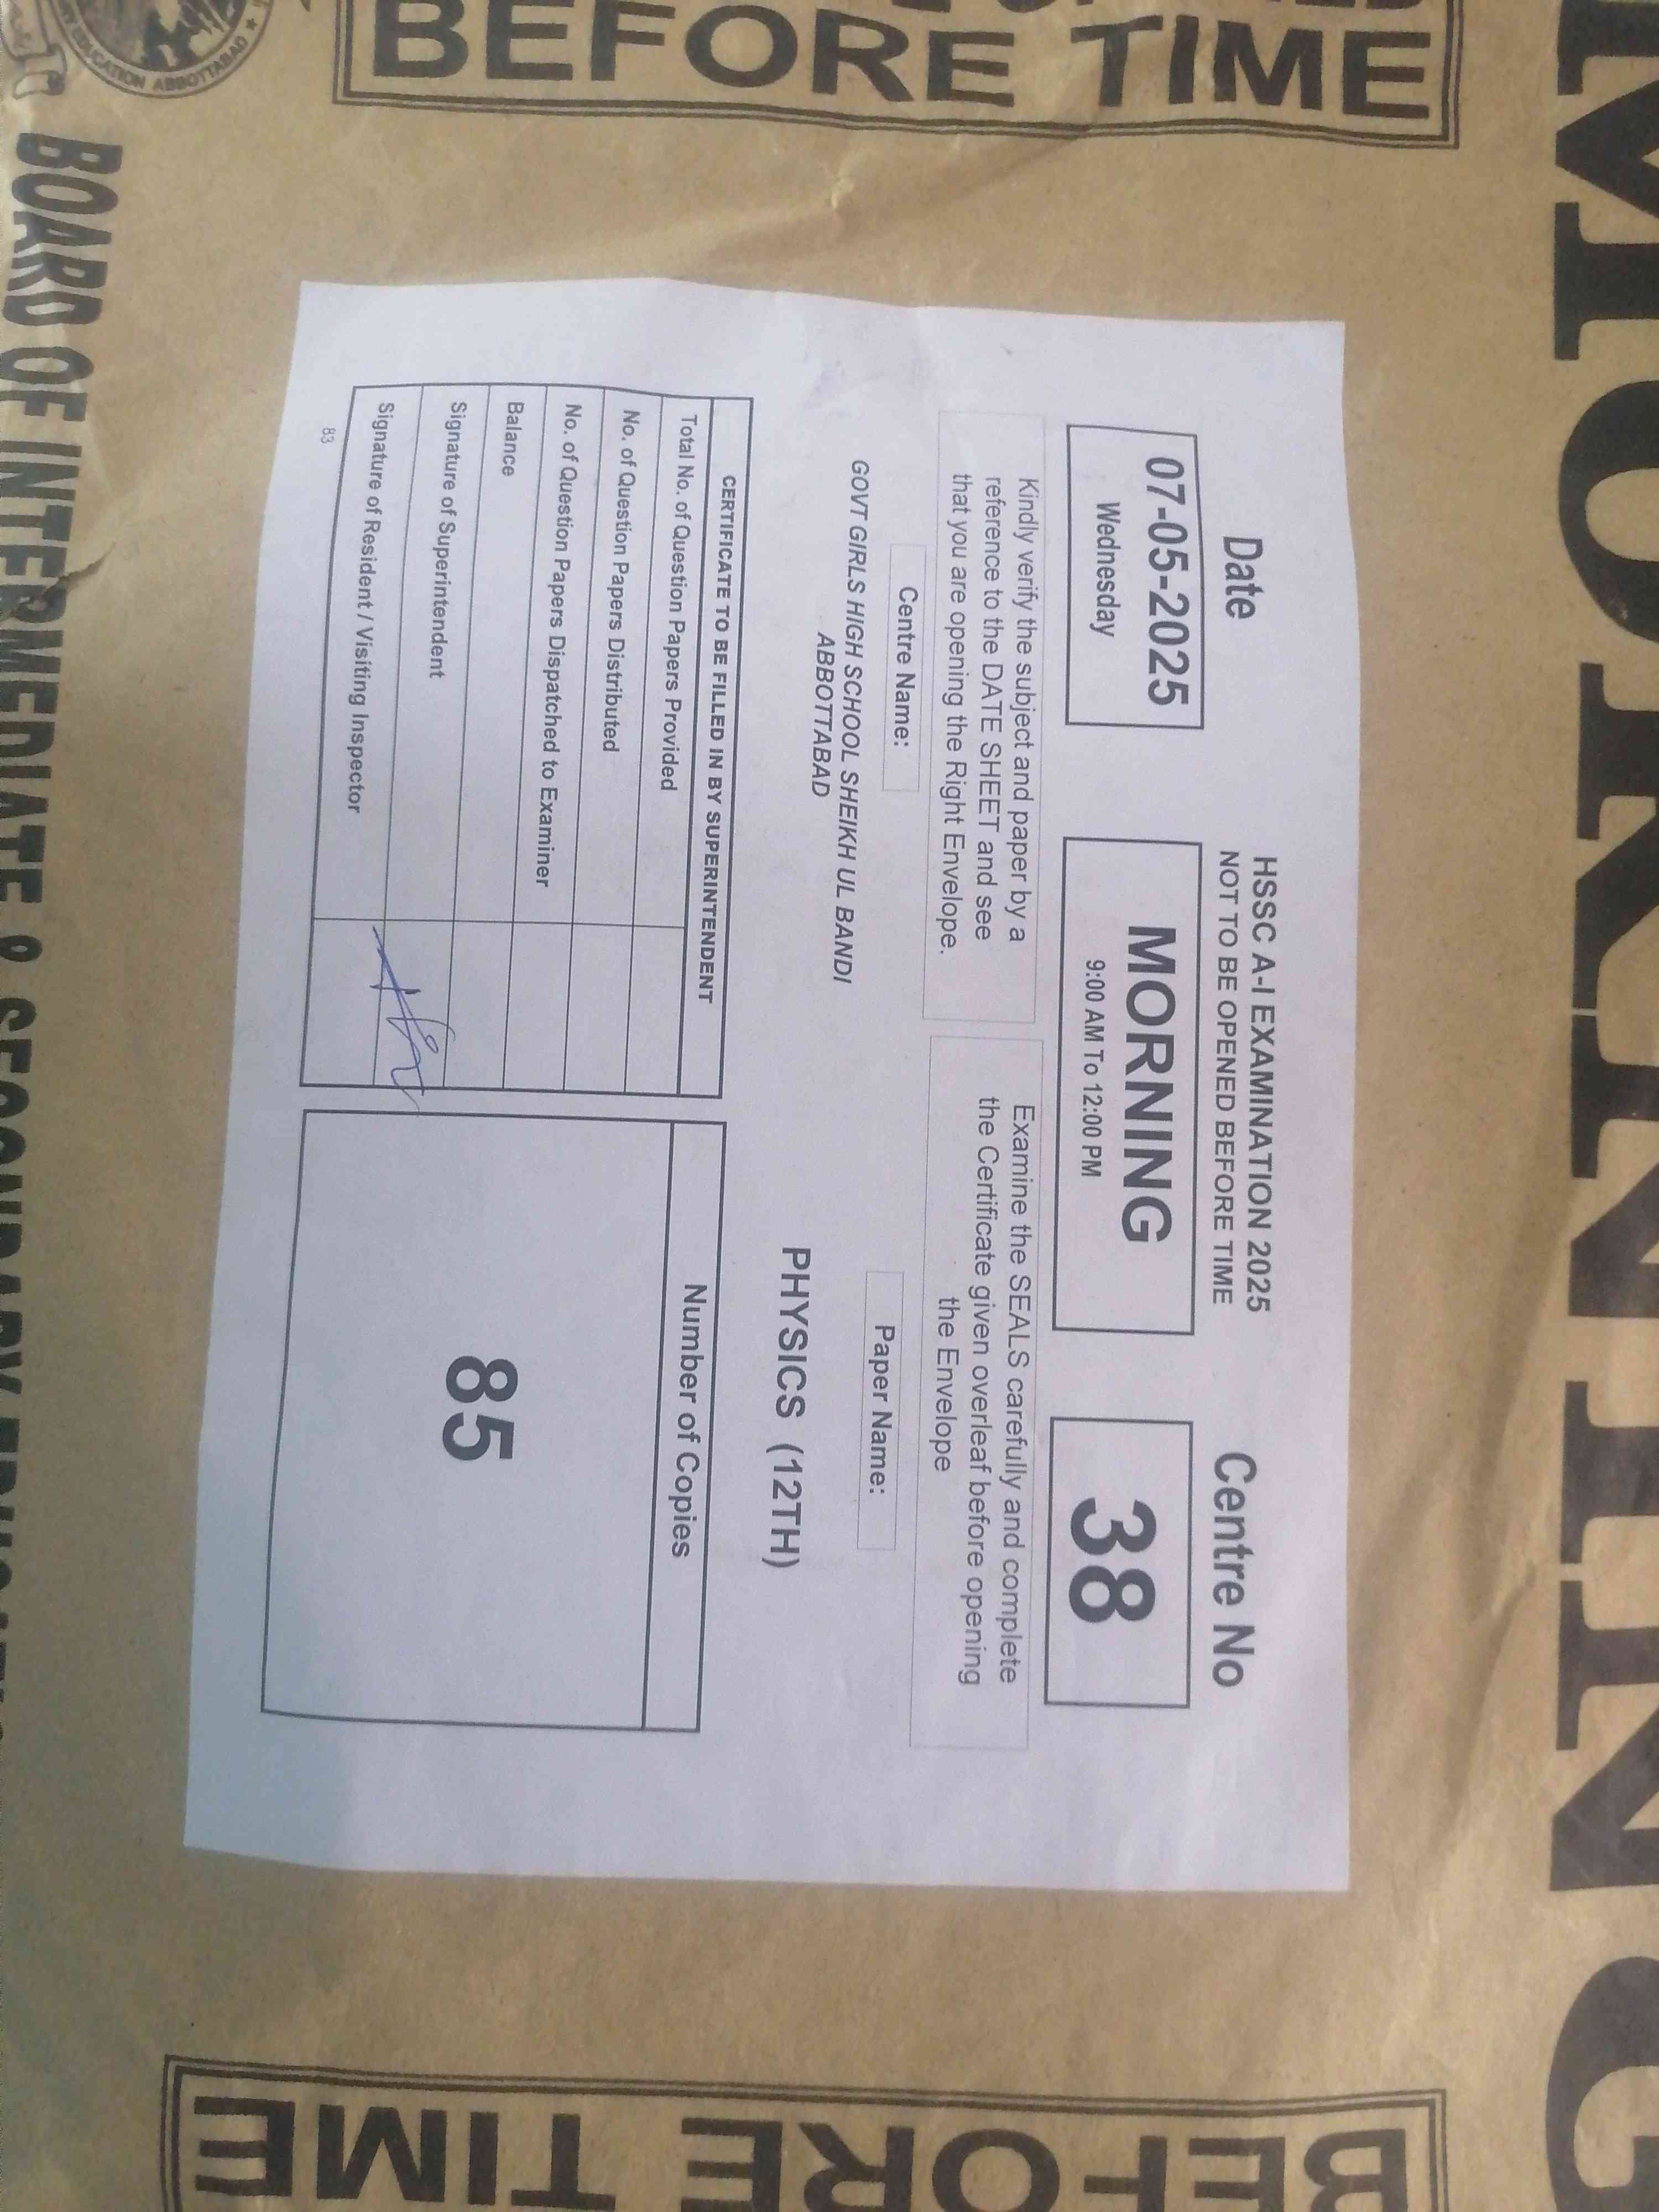 BEFORE TIME
EDUCATION ABBOTTABAD
BOARD OF INTERMEDIATE & SECONDARY
Date
07-05-2025
Wednesday
HSSC A-I EXAMINATION 2025
NOT TO BE OPENED BEFORE TIME
MORNING
9:00 AM To 12:00 PM
Centre No
38
Kindly verify the subject and paper by a
reference to the DATE SHEET and see
that you are opening the Right Envelope.
Examine the SEALS carefully and complete
the Certificate given overleaf before opening
the Envelope
Centre Name:
GOVT GIRLS HIGH SCHOOL SHEIKH UL BANDI
ABBOTTABAD
Paper Name:
PHYSICS (12TH)
CERTIFICATE TO BE FILLED IN BY SUPERINTENDENT
Total No. of Question Papers Provided
No. of Question Papers Distributed
No. of Question Papers Dispatched to Examiner
Balance
Signature of Superintendent
Signature of Resident / Visiting Inspector
83
Number of Copies
85
MORNING
BEFORE TIME